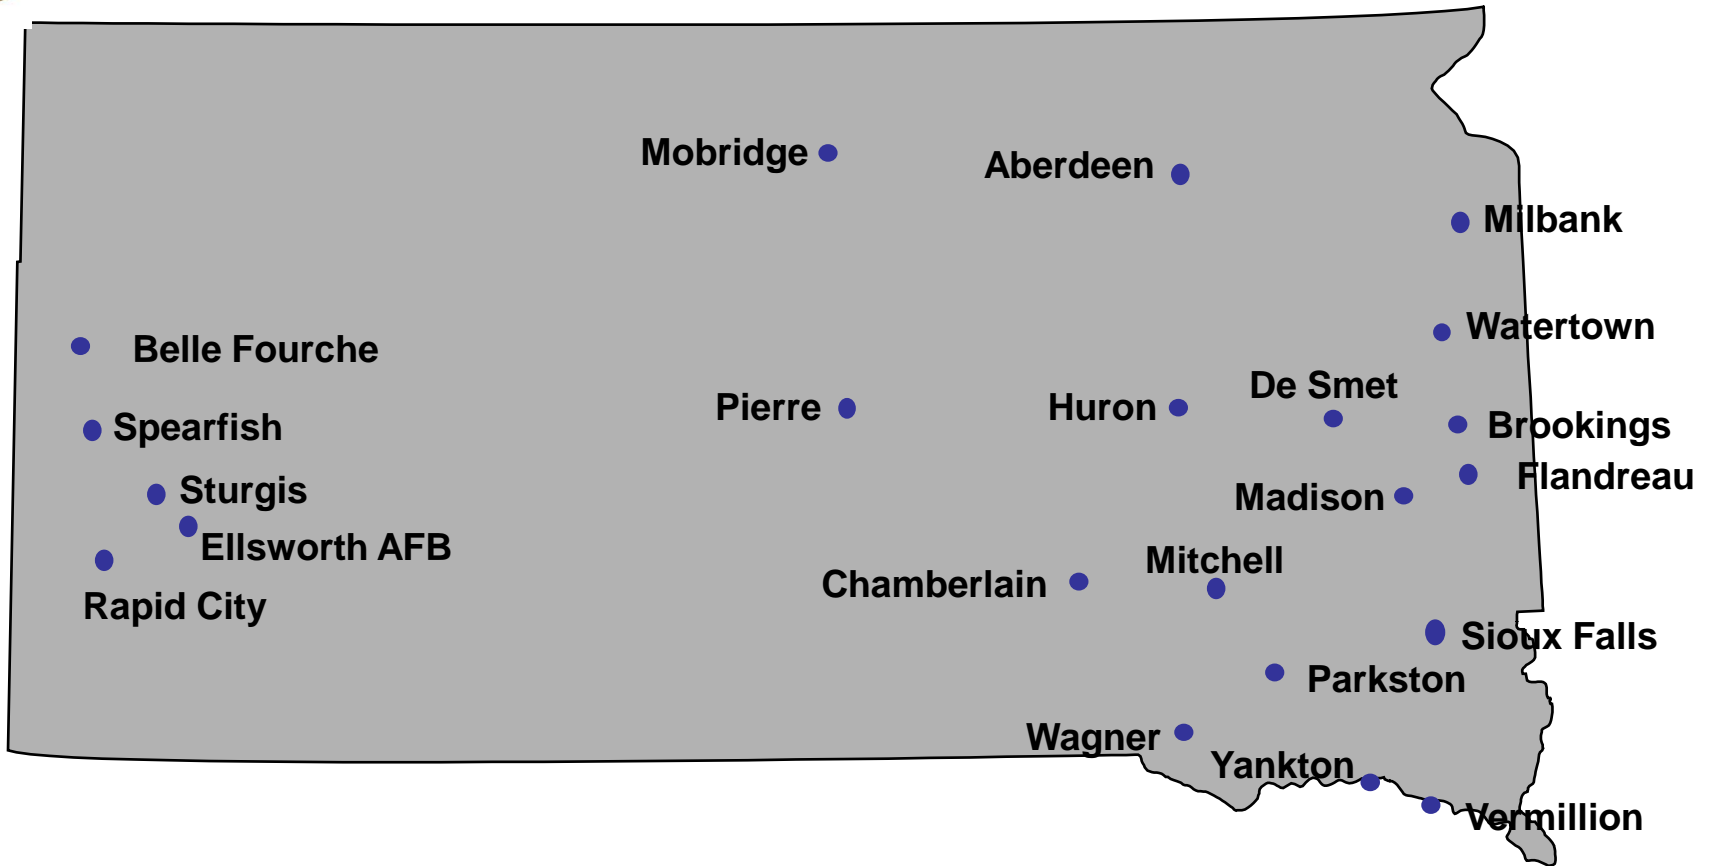 Mobridge
Aberdeen
Milbank
Watertown
Belle Fourche
De Smet
Pierre
Huron
Brookings
Spearfish
Flandreau
Sturgis
Madison
Ellsworth AFB
Mitchell
Chamberlain
Rapid City
Sioux Falls
Parkston
Wagner
Yankton
Vermillion